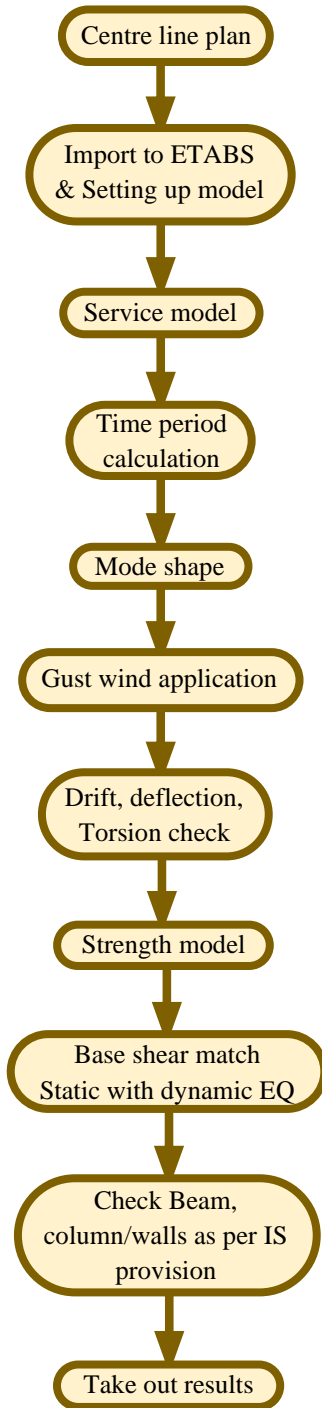 Centre line plan
Import to ETABS
& Setting up model
Service model
Time period
calculation
Mode shape
Gust wind application
Drift, deflection,
Torsion check
Strength model
Base shear match
Static with dynamic EQ
Check Beam,
column/walls as per IS
provision
Take out results